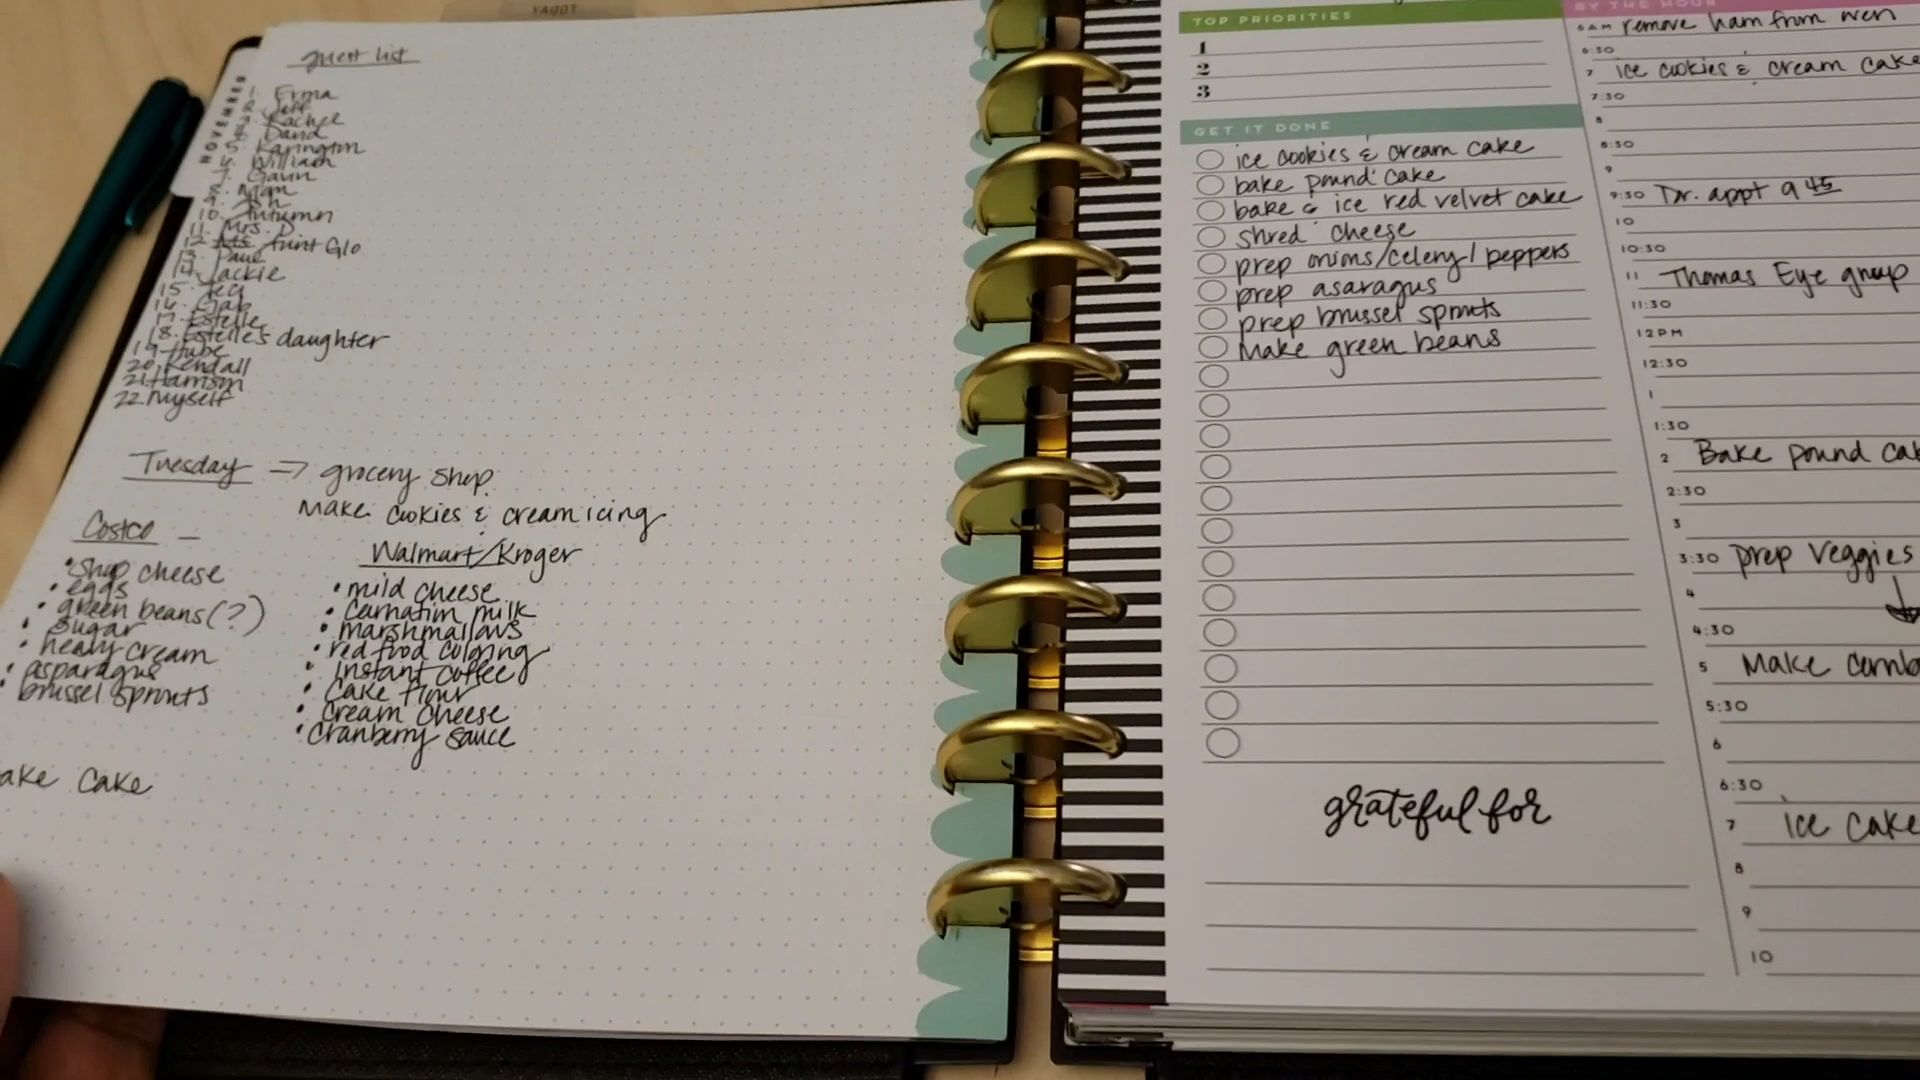 TODAY
guest list
NOVEMBER
1. Erma
2. Jeff
3. Rachel
4. David
5. Karington
6. William
7. Gavin
8. Mom
9. Ash
10. Autumn
11. Mrs. D
12. Aunt Glo
13. Paul
14. Jackie
15.
16. Gab
17. Estelle
18. Estelle's daughter
19. Hube
20. Kendall
21. Harrison
22. Myself
Tuesday → grocery shop
Make cookies & cream icing
Costco -
• shrp cheese
• eggs
• green beans (?)
• sugar
• heavy cream
• asparagus
• brussel sprouts
Walmart/Kroger
• mild cheese
• Carnation milk
• marshmallows
• red food coloring
• instant coffee
• Cake flour
• cream cheese
• Cranberry sauce
ake cake
TOP PRIORITIES
1
2
3
GET IT DONE
ice cookies & cream cake
bake pound cake
bake & ice red velvet cake
shred cheese
prep onions/celery/peppers
prep asaragus
prep brussel sprouts
Make green beans
grateful for
BY THE HOUR
6AM remove ham from oven
6:30
7 ice cookies & cream cake
7:30
8
8:30
9
9:30 Dr. appt 9 45
10
10:30
11 Thomas Eye group
11:30
12PM
12:30
1
1:30
2 Bake pound cak
2:30
3
3:30 prep veggies
4 ↓
4:30
5 Make cornb
5:30
6
6:30
7 ice cake
8
9
10